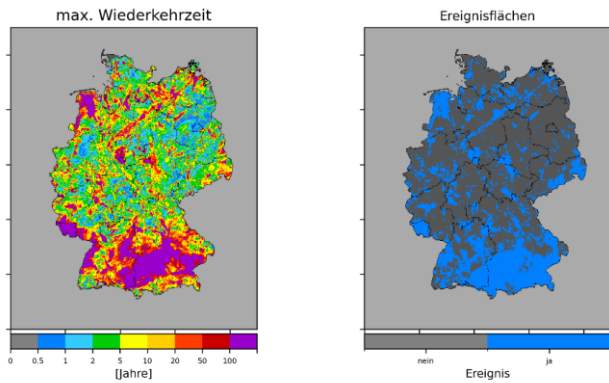 max. Wiederkehrzeit
0 0.5 1 2 5 10 20 50 100
[Jahre]
Ereignisflächen
nein ja
Ereignis